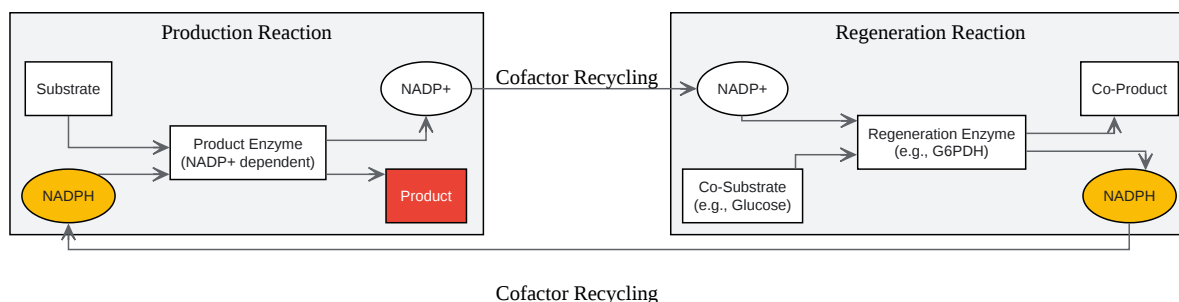 Production Reaction
Substrate
NADPH
Product Enzyme
(NADP+ dependent)
NADP+
Product
Cofactor Recycling
Regeneration Reaction
NADP+
Co-Substrate
(e.g., Glucose)
Regeneration Enzyme
(e.g., G6PDH)
Co-Product
NADPH
Cofactor Recycling